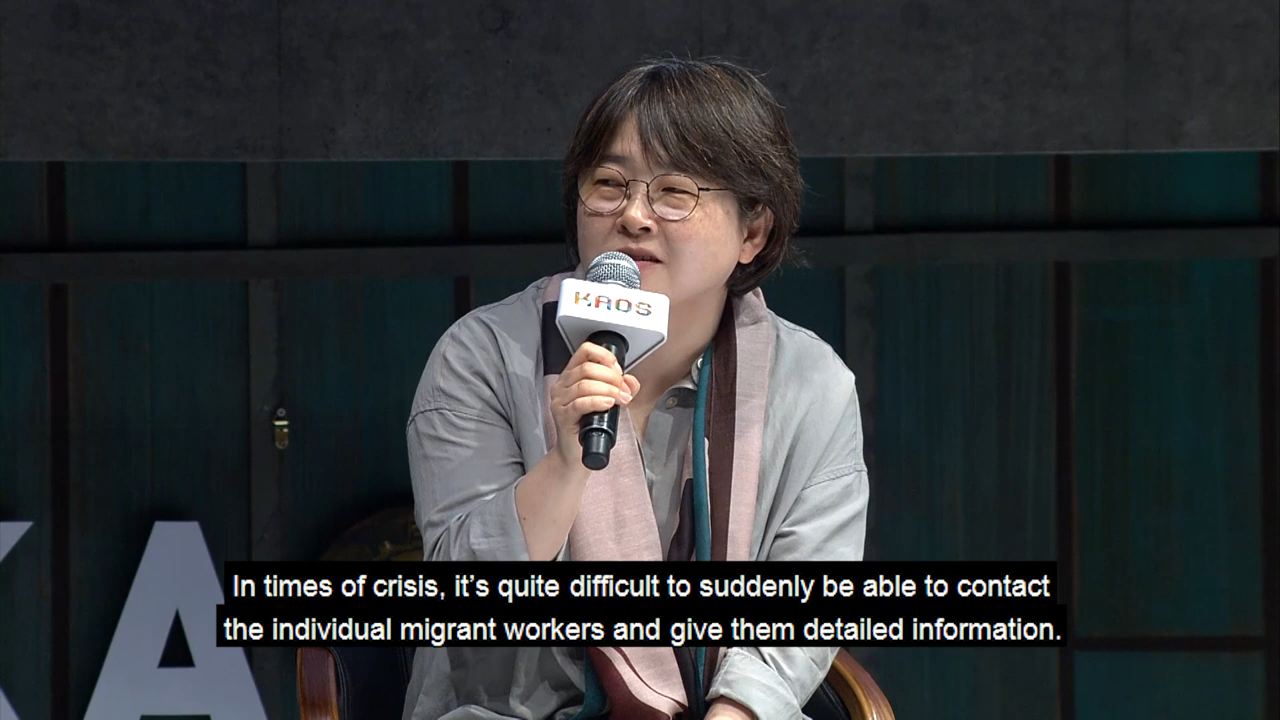 KAOS
KA
In times of crisis, it's quite difficult to suddenly be able to contact
the individual migrant workers and give them detailed information.